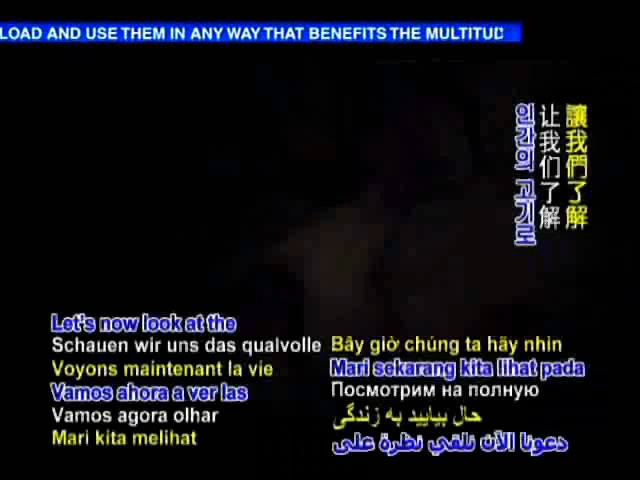 LOAD AND USE THEM IN ANY WAY THAT BENEFITS THE MULTITUD
讓我們了解
让我们了解
인간의 고기로
Let's now look at the
Schauen wir uns das qualvolle
Voyons maintenant la vie
Vamos ahora a ver las
Vamos agora olhar
Mari kita melihat
Bây giờ chúng ta hãy nhin
Mari sekarang kita lihat pada
Посмотрим на полную
حال بیایید به زندگی
دعونا الآن نلقي نظرة على